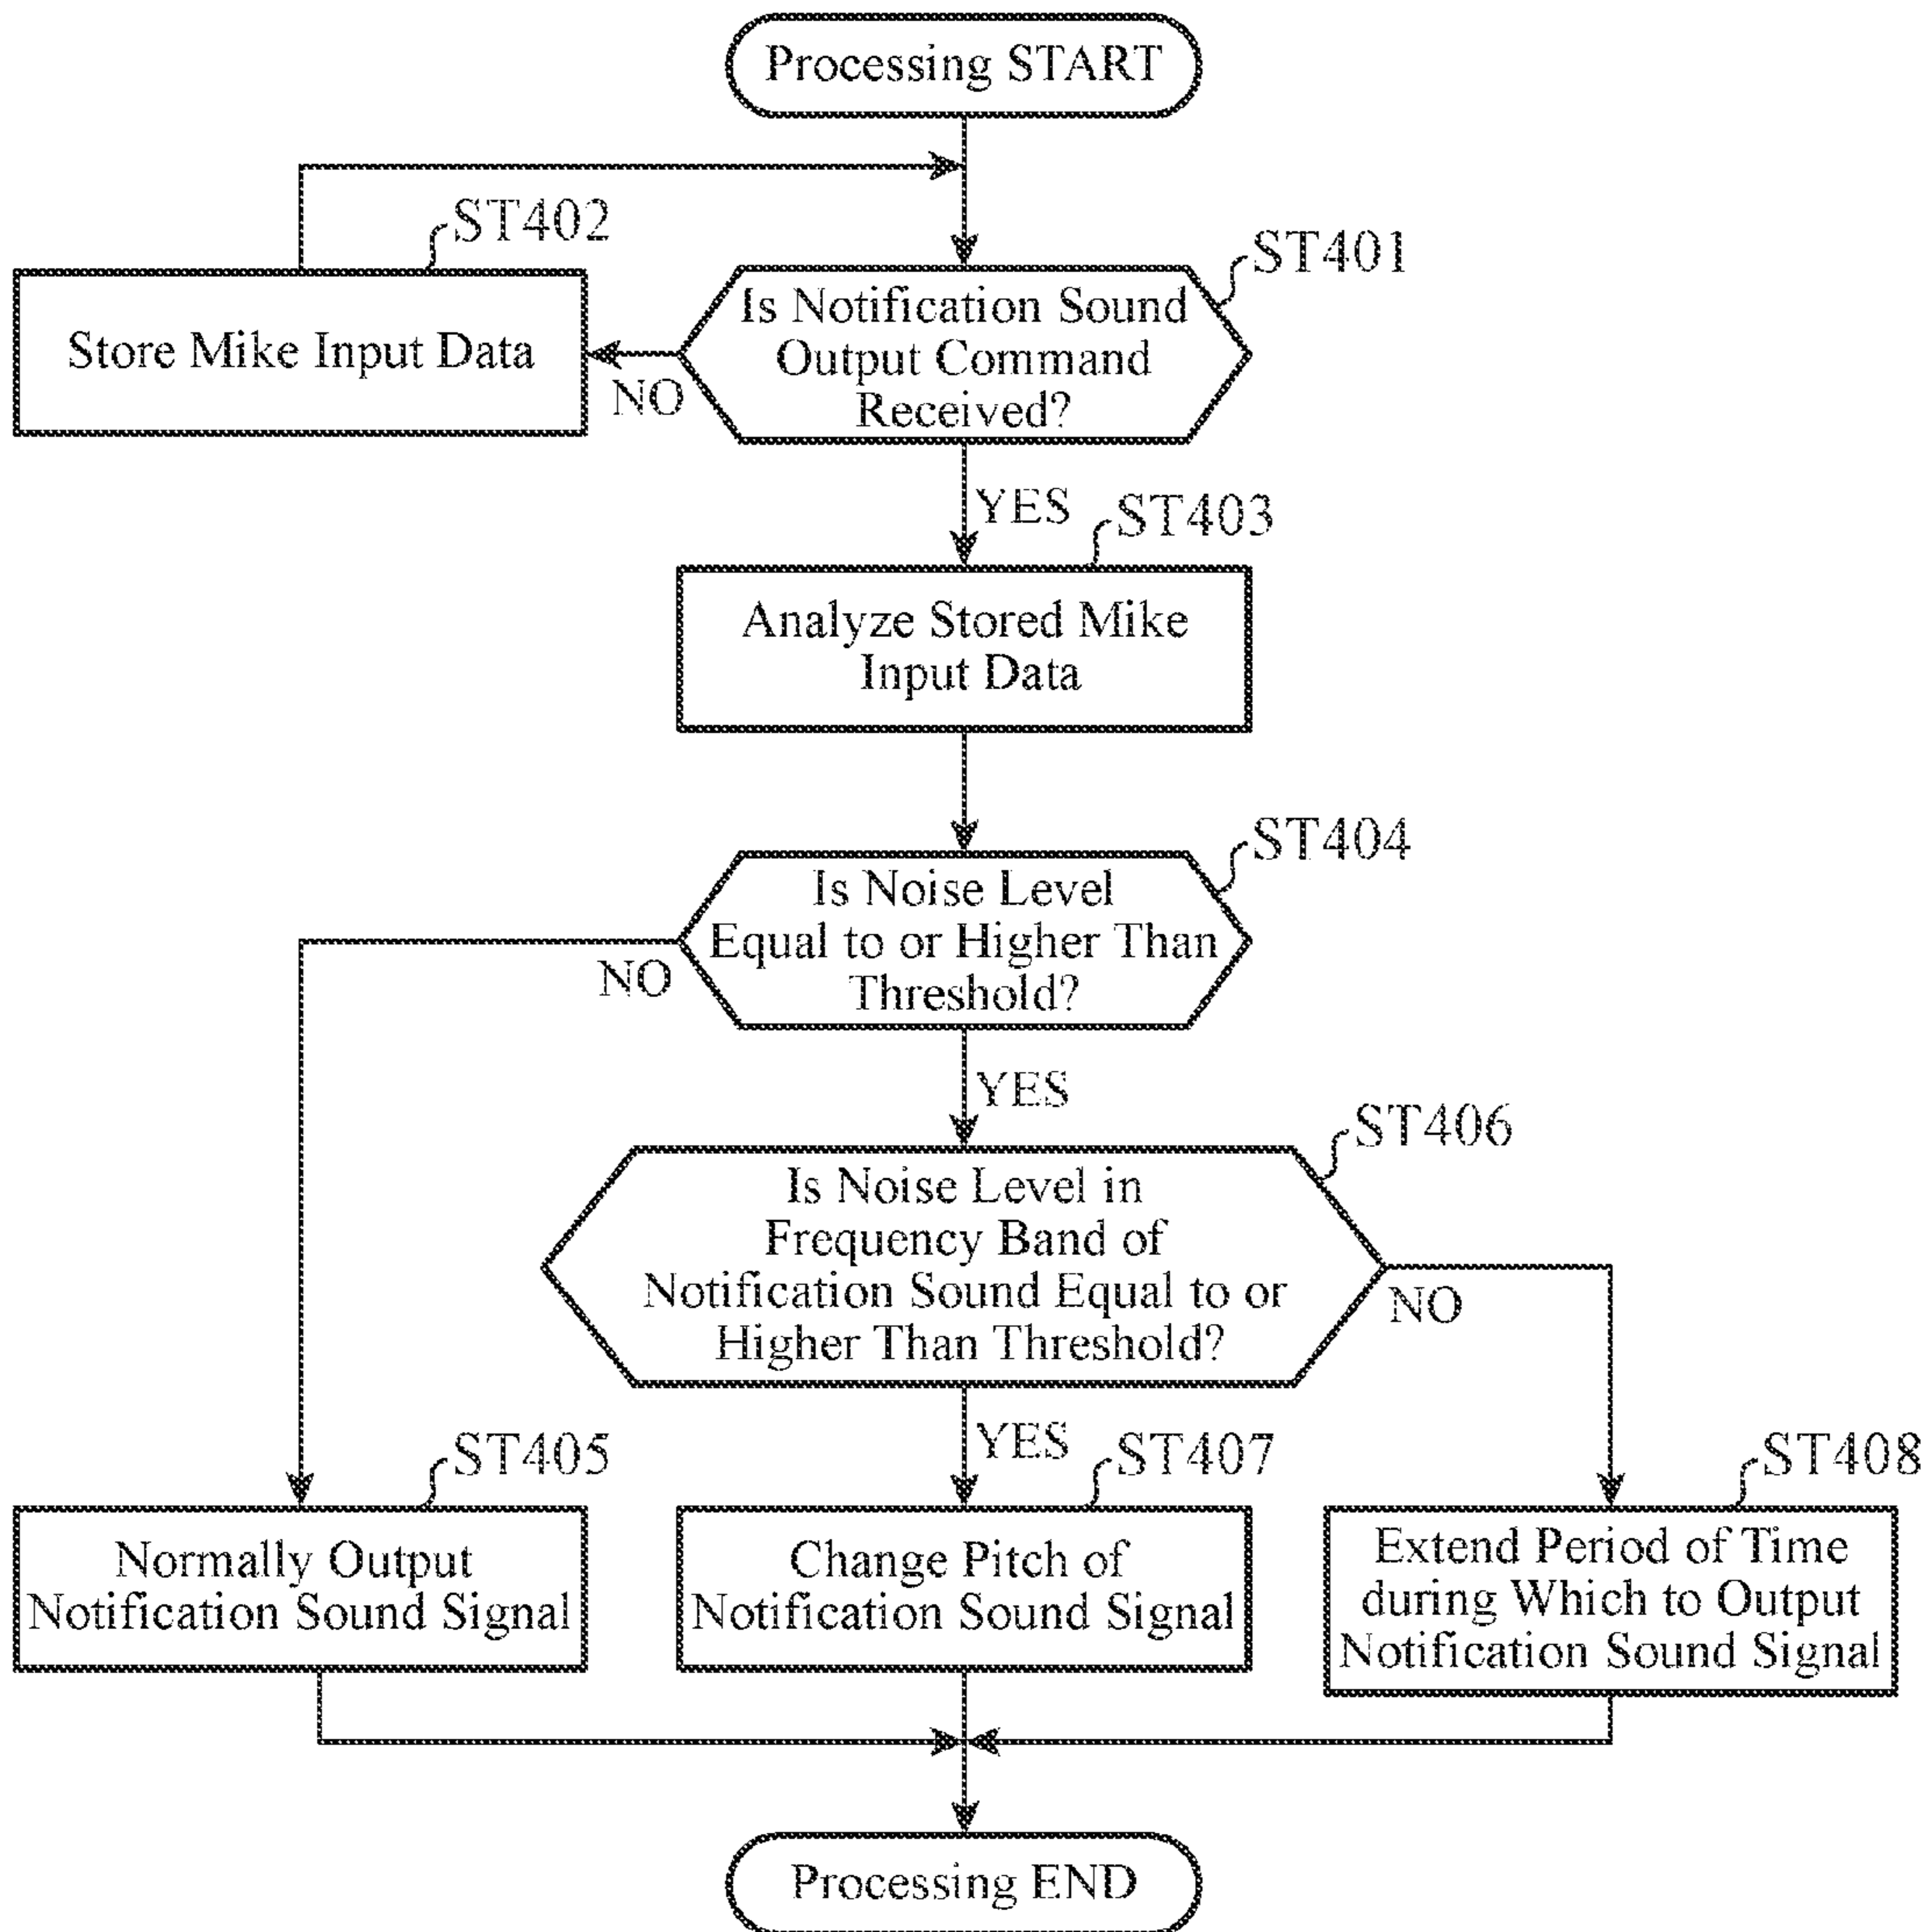 Processing START
ST402
ST401
Store Mike Input Data
Is Notification Sound
Output Command
Received?
NO
YES
ST403
Analyze Stored Mike
Input Data
ST404
Is Noise Level
Equal to or Higher Than
Threshold?
NO
YES
ST406
Is Noise Level in
Frequency Band of
Notification Sound Equal to or
Higher Than Threshold?
NO
YES
ST405
ST407
ST408
Normally Output
Notification Sound Signal
Change Pitch of
Notification Sound Signal
Extend Period of Time
during Which to Output
Notification Sound Signal
Processing END